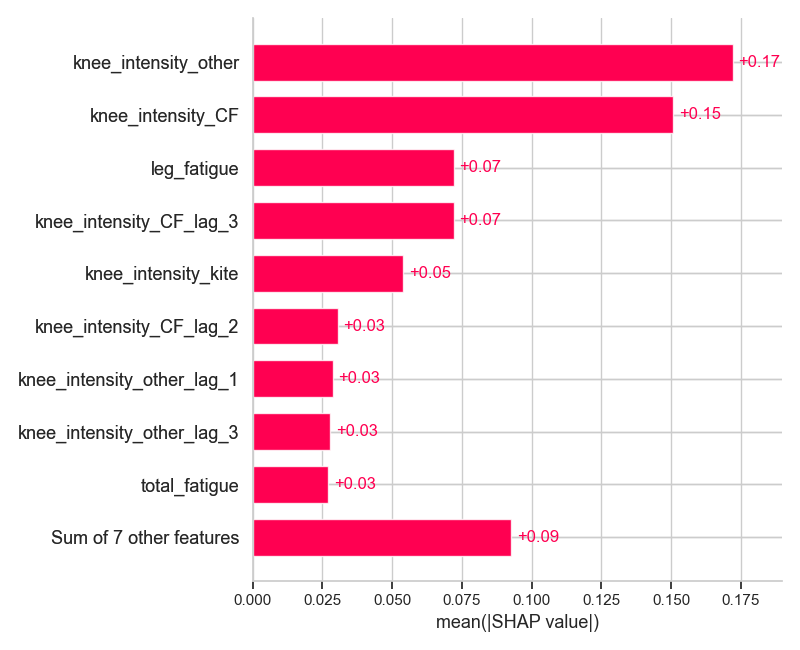 knee_intensity_other +0.17
knee_intensity_CF +0.15
leg_fatigue +0.07
knee_intensity_CF_lag_3 +0.07
knee_intensity_kite +0.05
knee_intensity_CF_lag_2 +0.03
knee_intensity_other_lag_1 +0.03
knee_intensity_other_lag_3 +0.03
total_fatigue +0.03
Sum of 7 other features +0.09
0.000 0.025 0.050 0.075 0.100 0.125 0.150 0.175
mean(|SHAP value|)